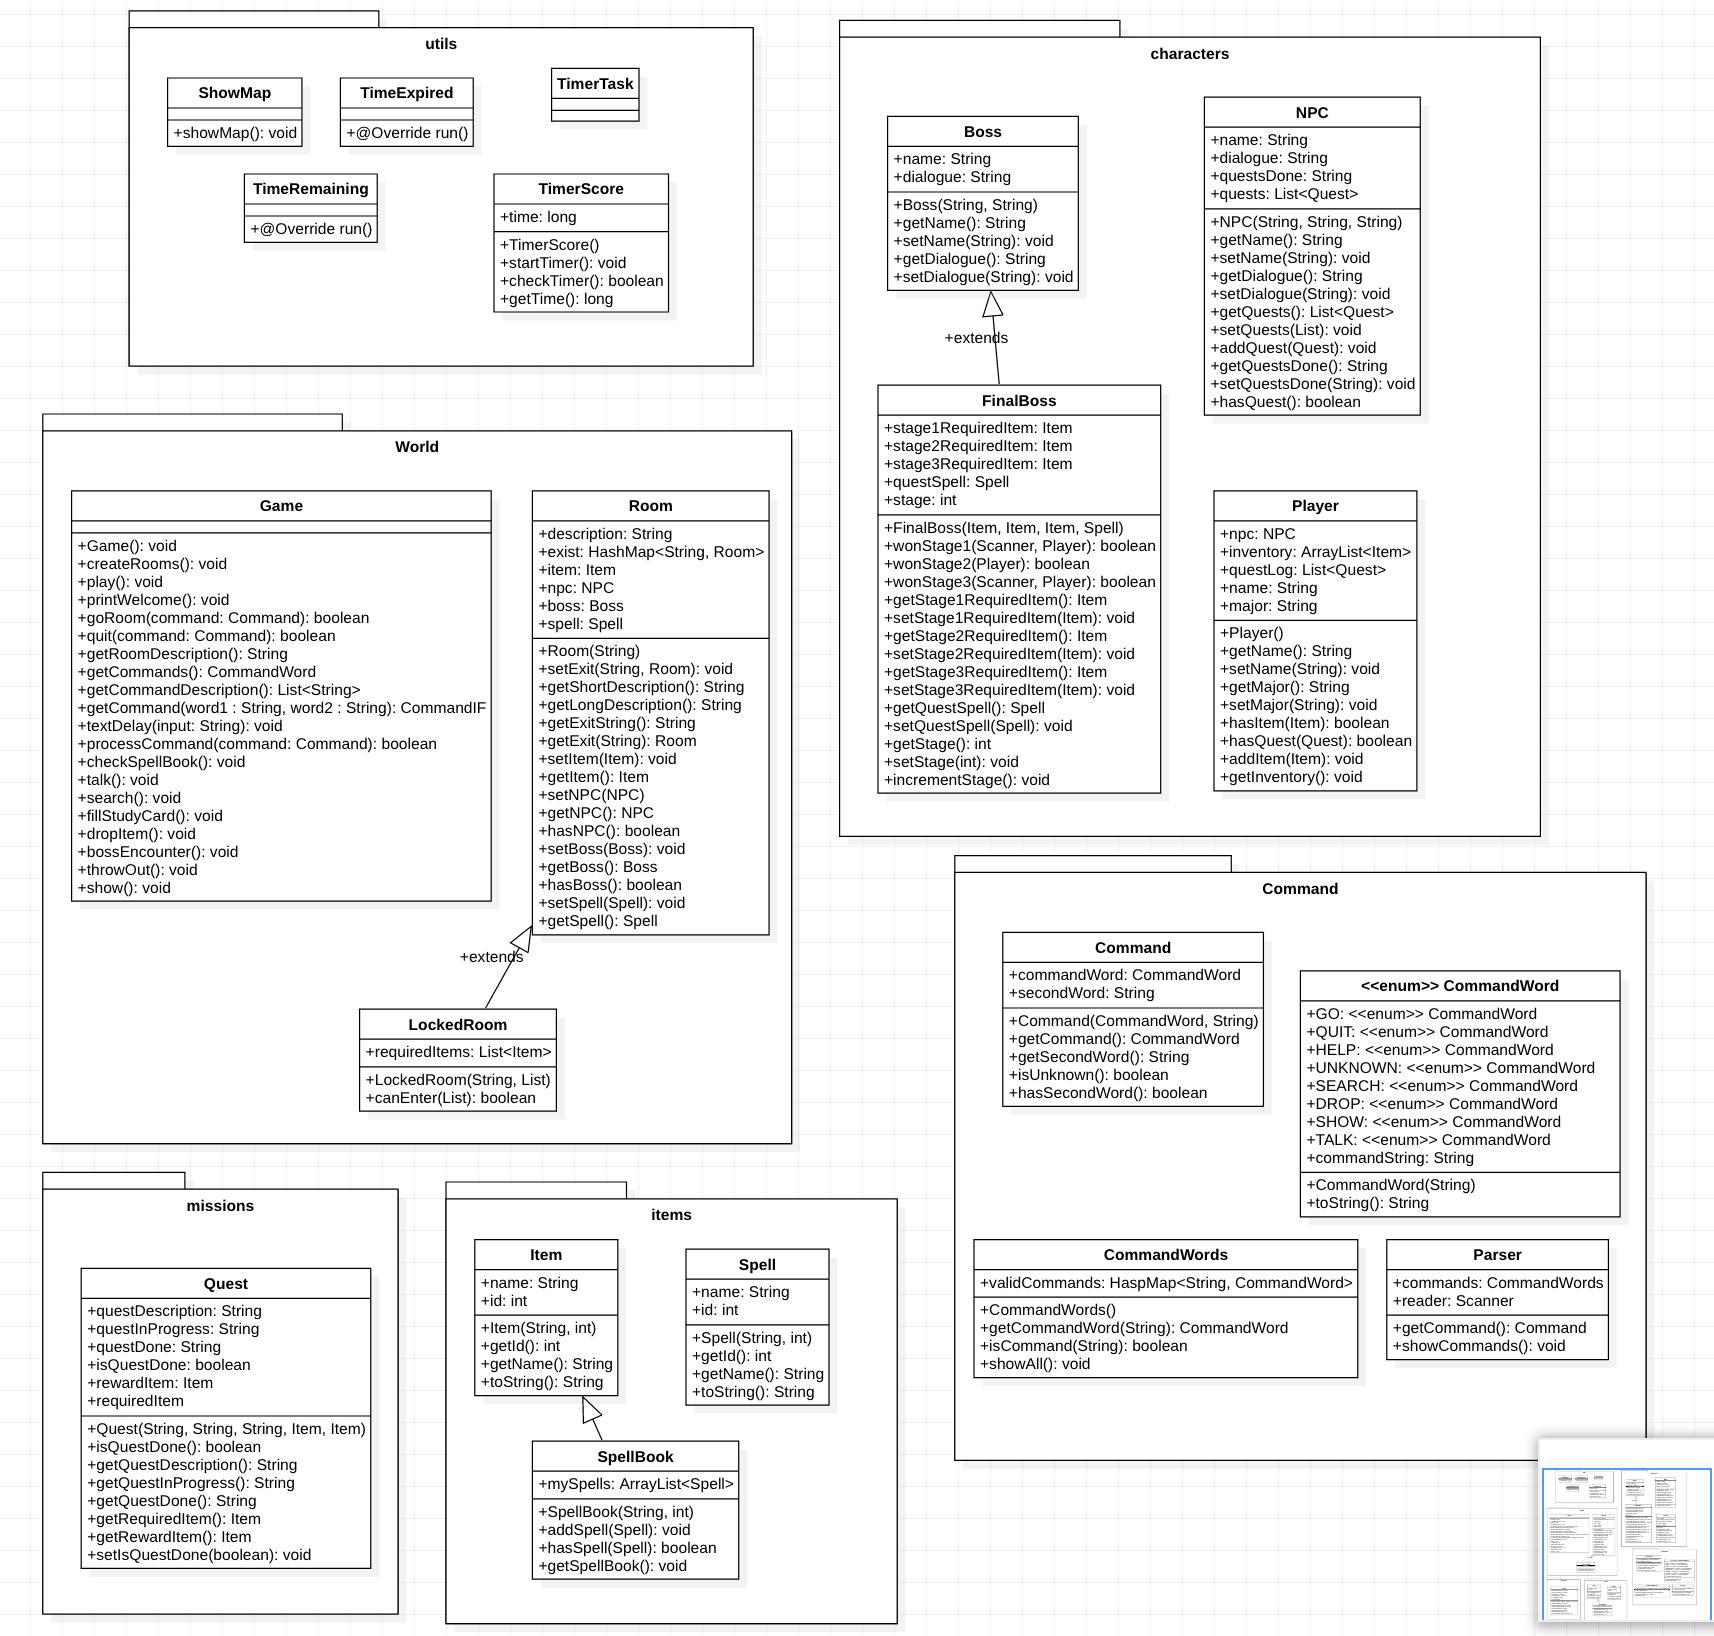 utils
ShowMap
+showMap(): void
TimeExpired
+@Override run()
TimerTask
TimeRemaining
+@Override run()
TimerScore
+time: long
+TimerScore()
+startTimer(): void
+checkTimer(): boolean
+getTime(): long
characters
Boss
+name: String
+dialogue: String
+Boss(String, String)
+getName(): String
+setName(String): void
+getDialogue(): String
+setDialogue(String): void
+extends
NPC
+name: String
+dialogue: String
+questsDone: String
+quests: List<Quest>
+NPC(String, String, String)
+getName(): String
+setName(String): void
+getDialogue(): String
+setDialogue(String): void
+getQuests(): List<Quest>
+setQuests(List): void
+addQuest(Quest): void
+getQuestsDone(): String
+setQuestsDone(String): void
+hasQuest(): boolean
FinalBoss
+stage1RequiredItem: Item
+stage2RequiredItem: Item
+stage3RequiredItem: Item
+questSpell: Spell
+stage: int
+FinalBoss(Item, Item, Item, Spell)
+wonStage1(Scanner, Player): boolean
+wonStage2(Player): boolean
+wonStage3(Scanner, Player): boolean
+getStage1RequiredItem(): Item
+setStage1RequiredItem(Item): void
+getStage2RequiredItem(): Item
+setStage2RequiredItem(Item): void
+getStage3RequiredItem(): Item
+setStage3RequiredItem(Item): void
+getQuestSpell(): Spell
+setQuestSpell(Spell): void
+getStage(): int
+setStage(int): void
+incrementStage(): void
Player
+npc: NPC
+inventory: ArrayList<Item>
+questLog: List<Quest>
+name: String
+major: String
+Player()
+getName(): String
+setName(String): void
+getMajor(): String
+setMajor(String): void
+hasItem(Item): boolean
+hasQuest(Quest): boolean
+addItem(Item): void
+getInventory(): void
World
Game
+Game(): void
+createRooms(): void
+play(): void
+printWelcome(): void
+goRoom(command: Command): boolean
+quit(command: Command): boolean
+getRoomDescription(): String
+getCommands(): CommandWord
+getCommandDescription(): List<String>
+getCommand(word1 : String, word2 : String): CommandIF
+textDelay(input: String): void
+processCommand(command: Command): boolean
+checkSpellBook(): void
+talk(): void
+search(): void
+fillStudyCard(): void
+dropItem(): void
+bossEncounter(): void
+throwOut(): void
+show(): void
Room
+description: String
+exist: HashMap<String, Room>
+item: Item
+npc: NPC
+boss: Boss
+spell: Spell
+Room(String)
+setExit(String, Room): void
+getShortDescription(): String
+getLongDescription(): String
+getExitString(): String
+getExit(String): Room
+setItem(Item): void
+getItem(): Item
+setNPC(NPC)
+getNPC(): NPC
+hasNPC(): boolean
+setBoss(Boss): void
+getBoss(): Boss
+hasBoss(): boolean
+setSpell(Spell): void
+getSpell(): Spell
+extends
LockedRoom
+requiredItems: List<Item>
+LockedRoom(String, List)
+canEnter(List): boolean
Command
Command
+commandWord: CommandWord
+secondWord: String
+Command(CommandWord, String)
+getCommand(): CommandWord
+getSecondWord(): String
+isUnknown(): boolean
+hasSecondWord(): boolean
<<enum>> CommandWord
+GO: <<enum>> CommandWord
+QUIT: <<enum>> CommandWord
+HELP: <<enum>> CommandWord
+UNKNOWN: <<enum>> CommandWord
+SEARCH: <<enum>> CommandWord
+DROP: <<enum>> CommandWord
+SHOW: <<enum>> CommandWord
+TALK: <<enum>> CommandWord
+commandString: String
+CommandWord(String)
+toString(): String
CommandWords
+validCommands: HaspMap<String, CommandWord>
+CommandWords()
+getCommandWord(String): CommandWord
+isCommand(String): boolean
+showAll(): void
Parser
+commands: CommandWords
+reader: Scanner
+getCommand(): Command
+showCommands(): void
missions
Quest
+questDescription: String
+questInProgress: String
+questDone: String
+isQuestDone: boolean
+rewardItem: Item
+requiredItem
+Quest(String, String, String, Item, Item)
+isQuestDone(): boolean
+getQuestDescription(): String
+getQuestInProgress(): String
+getQuestDone(): String
+getRequiredItem(): Item
+getRewardItem(): Item
+setIsQuestDone(boolean): void
items
Item
+name: String
+id: int
+Item(String, int)
+getId(): int
+getName(): String
+toString(): String
Spell
+name: String
+id: int
+Spell(String, int)
+getId(): int
+getName(): String
+toString(): String
SpellBook
+mySpells: ArrayList<Spell>
+SpellBook(String, int)
+addSpell(Spell): void
+hasSpell(Spell): boolean
+getSpellBook(): void